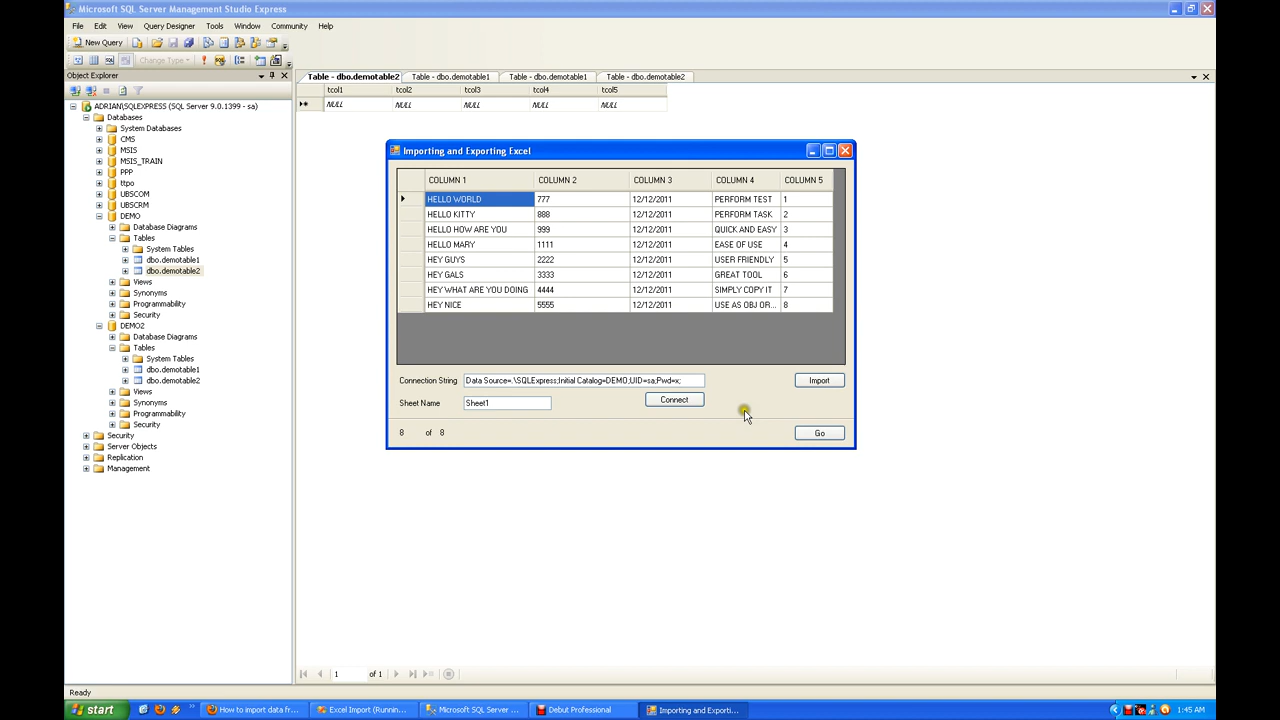 Microsoft SQL Server Management Studio Express
File Edit View Query Designer Tools Window Community Help
New Query
Change Type
Object Explorer
ADRIAN\SQLEXPRESS (SQL Server 9.0.1399 - sa)
Databases
System Databases
CMS
MSIS
MSIS_TRAIN
PPP
ttpo
UBSCOM
UBSCRM
DEMO
Database Diagrams
Tables
System Tables
dbo.demotable1
dbo.demotable2
Views
Synonyms
Programmability
Security
DEMO2
Database Diagrams
Tables
System Tables
dbo.demotable1
dbo.demotable2
Views
Synonyms
Programmability
Security
Security
Server Objects
Replication
Management
Table - dbo.demotable2 Table - dbo.demotable1 Table - dbo.demotable1 Table - dbo.demotable2
tcol1 tcol2 tcol3 tcol4 tcol5
NULL NULL NULL NULL NULL
Importing and Exporting Excel
COLUMN 1 COLUMN 2 COLUMN 3 COLUMN 4 COLUMN 5
HELLO WORLD 777 12/12/2011 PERFORM TEST 1
HELLO KITTY 888 12/12/2011 PERFORM TASK 2
HELLO HOW ARE YOU 999 12/12/2011 QUICK AND EASY 3
HELLO MARY 1111 12/12/2011 EASE OF USE 4
HEY GUYS 2222 12/12/2011 USER FRIENDLY 5
HEY GALS 3333 12/12/2011 GREAT TOOL 6
HEY WHAT ARE YOU DOING 4444 12/12/2011 SIMPLY COPY IT 7
HEY NICE 5555 12/12/2011 USE AS OBJ OR... 8
Connection String Data Source=.\SQLExpress;Initial Catalog=DEMO;UID=sa;Pwd=x; Import
Sheet Name Sheet1 Connect
8 of 8 Go
1 of 1
Ready
start How to import data fr... Excel Import (Runnin... Microsoft SQL Server ... Debut Professional Importing and Exporti... 1:45 AM